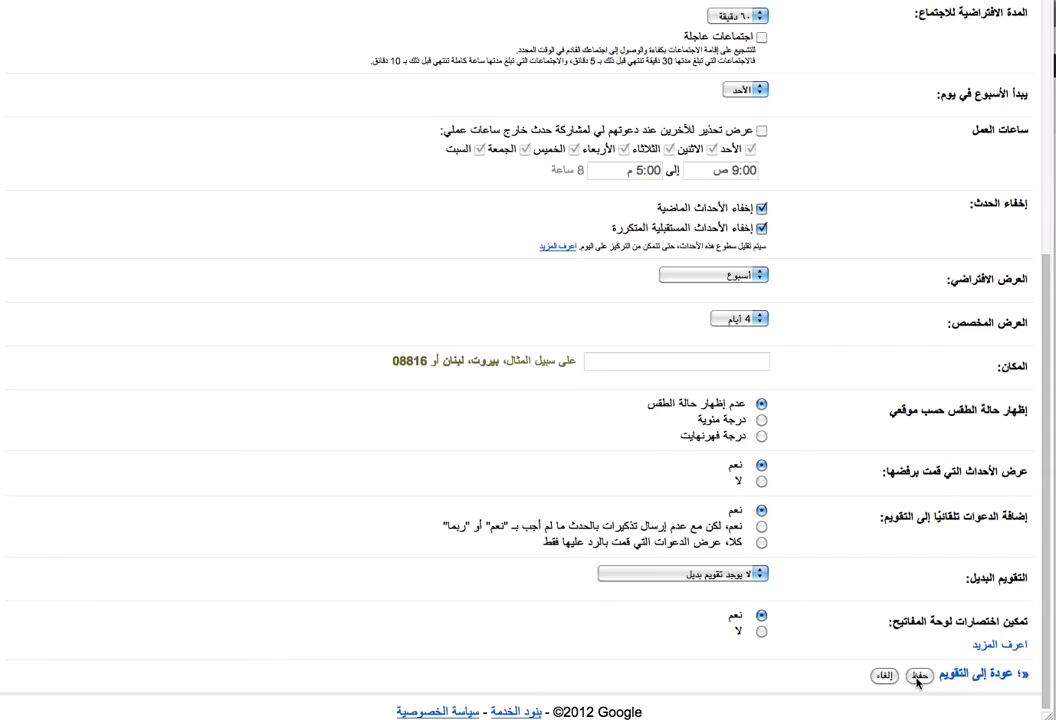 المدة الافتراضية للاجتماع: ٦٠ دقيقة
اجتماعات عاجلة
للتشجيع على إقامة الاجتماعات بكفاءة والوصول إلى اجتماعك القادم في الوقت المحدد.
فالاجتماعات التي تبلغ مدتها 30 دقيقة تنتهي قبل ذلك بـ 5 دقائق، والاجتماعات التي تبلغ مدتها ساعة كاملة تنتهي قبل ذلك بـ 10 دقائق.
يبدأ الأسبوع في يوم: الأحد
ساعات العمل عرض تحذير للآخرين عند دعوتهم لي لمشاركة حدث خارج ساعات عملي:
الأحد الاثنين الثلاثاء الأربعاء الخميس الجمعة السبت
9:00 ص إلى 5:00 م 8 ساعة
إخفاء الحدث: إخفاء الأحداث الماضية
إخفاء الأحداث المستقبلية المتكررة
سيتم تقليل سطوع هذه الأحداث، حتى تتمكن من التركيز على اليوم. اعرف المزيد
العرض الافتراضي: أسبوع
العرض المخصص: 4 أيام
المكان: على سبيل المثال، بيروت، لبنان أو 08816
إظهار حالة الطقس حسب موقعي عدم إظهار حالة الطقس
درجة مئوية
درجة فهرنهايت
عرض الأحداث التي قمت برفضها: نعم
لا
إضافة الدعوات تلقائيًا إلى التقويم: نعم
نعم، لكن مع عدم إرسال تذكيرات بالحدث ما لم أجب بـ "نعم" أو "ربما"
كلا، عرض الدعوات التي قمت بالرد عليها فقط
التقويم البديل: لا يوجد تقويم بديل
تمكين اختصارات لوحة المفاتيح: نعم
لا
اعرف المزيد
«؛ عودة إلى التقويم حفظ إلغاء
©2012 Google - بنود الخدمة - سياسة الخصوصية